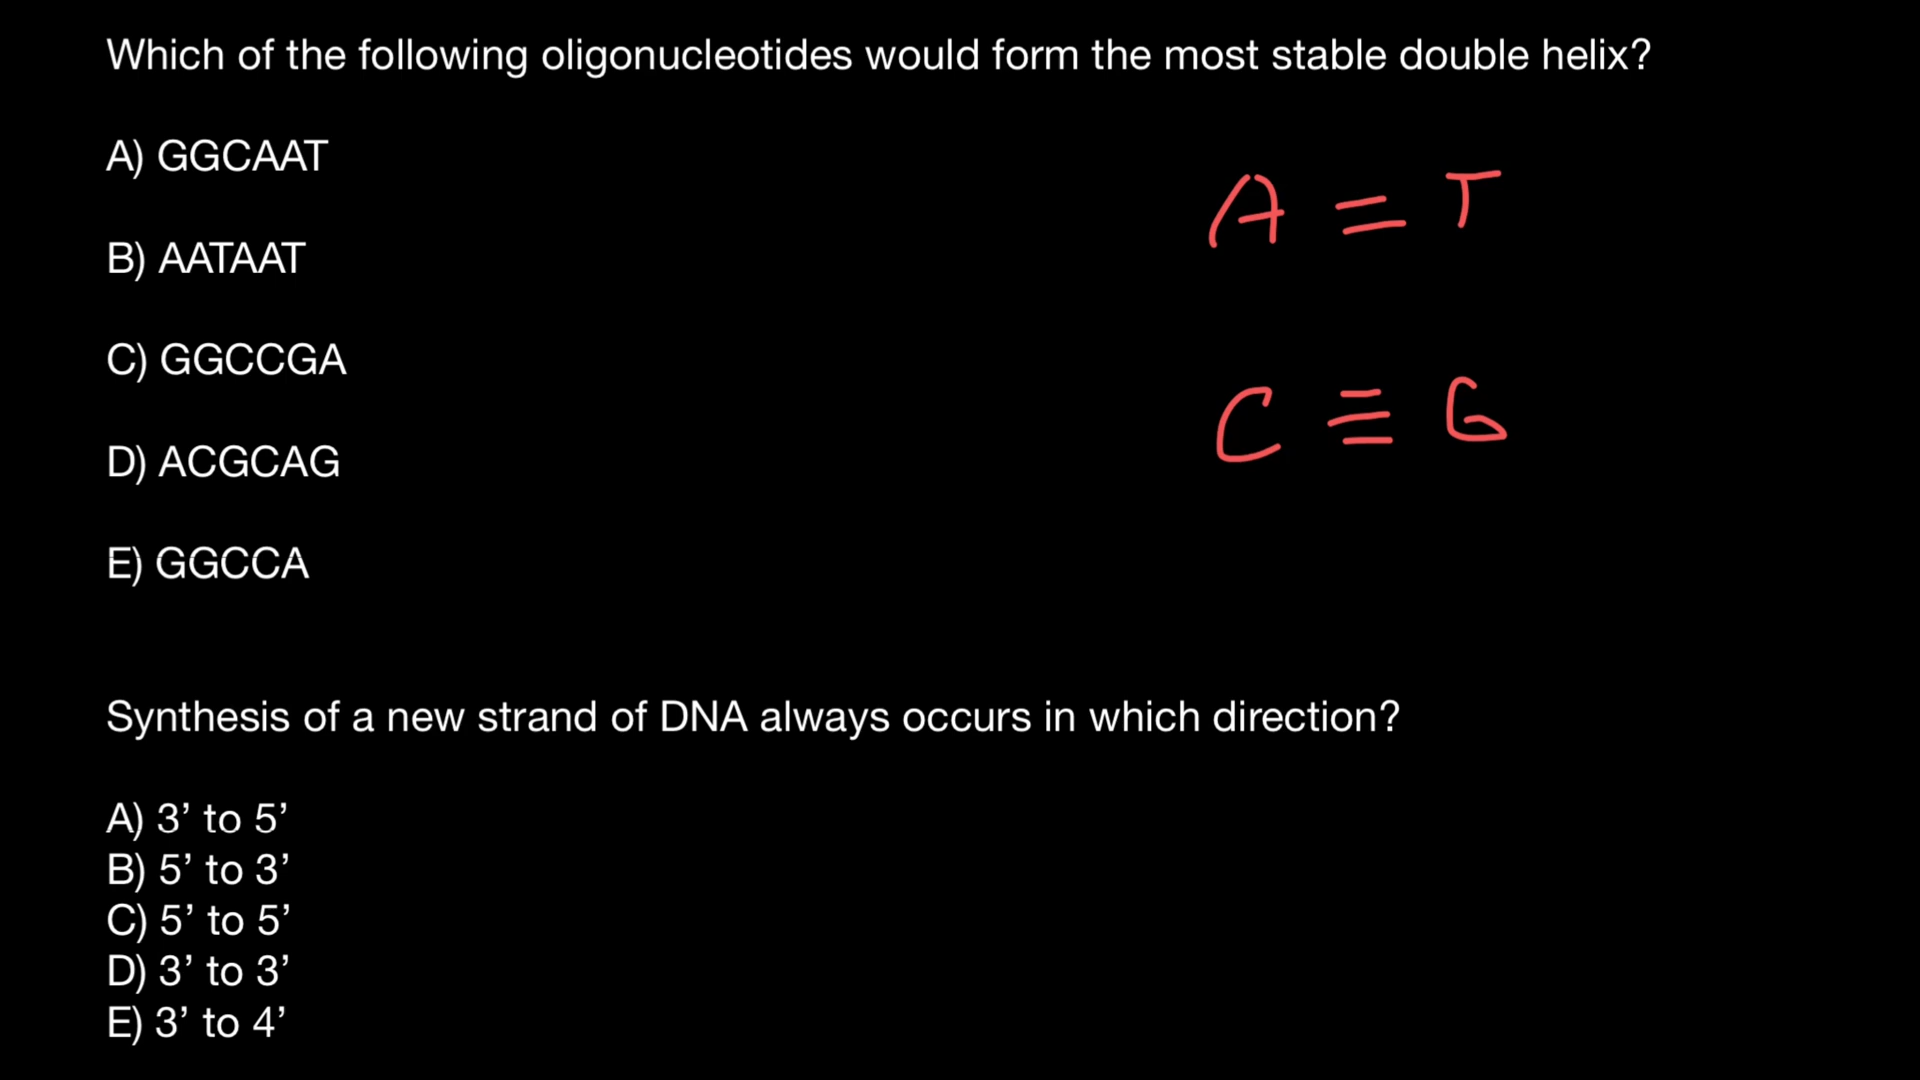 Which of the following oligonucleotides would form the most stable double helix?
A) GGCAAT
A = T
B) AATAAT
C) GGCCGA
C ≡ G
D) ACGCAG
E) GGCCA
Synthesis of a new strand of DNA always occurs in which direction?
A) 3’ to 5’
B) 5’ to 3’
C) 5’ to 5’
D) 3’ to 3’
E) 3’ to 4’